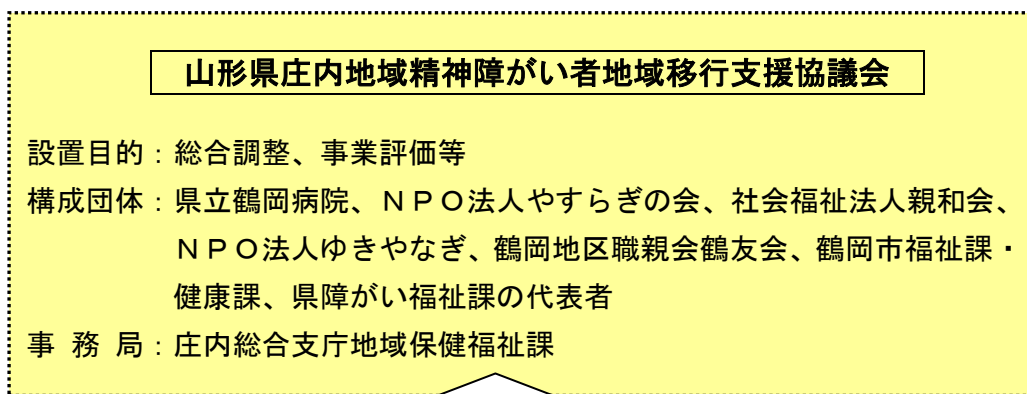 山形県庄内地域精神障がい者地域移行支援協議会
設置目的：総合調整、事業評価等
構成団体：県立鶴岡病院、ＮＰＯ法人やすらぎの会、社会福祉法人親和会、
ＮＰＯ法人ゆきやなぎ、鶴岡地区職親会鶴友会、鶴岡市福祉課・
健康課、県障がい福祉課の代表者
事 務 局：庄内総合支庁地域保健福祉課